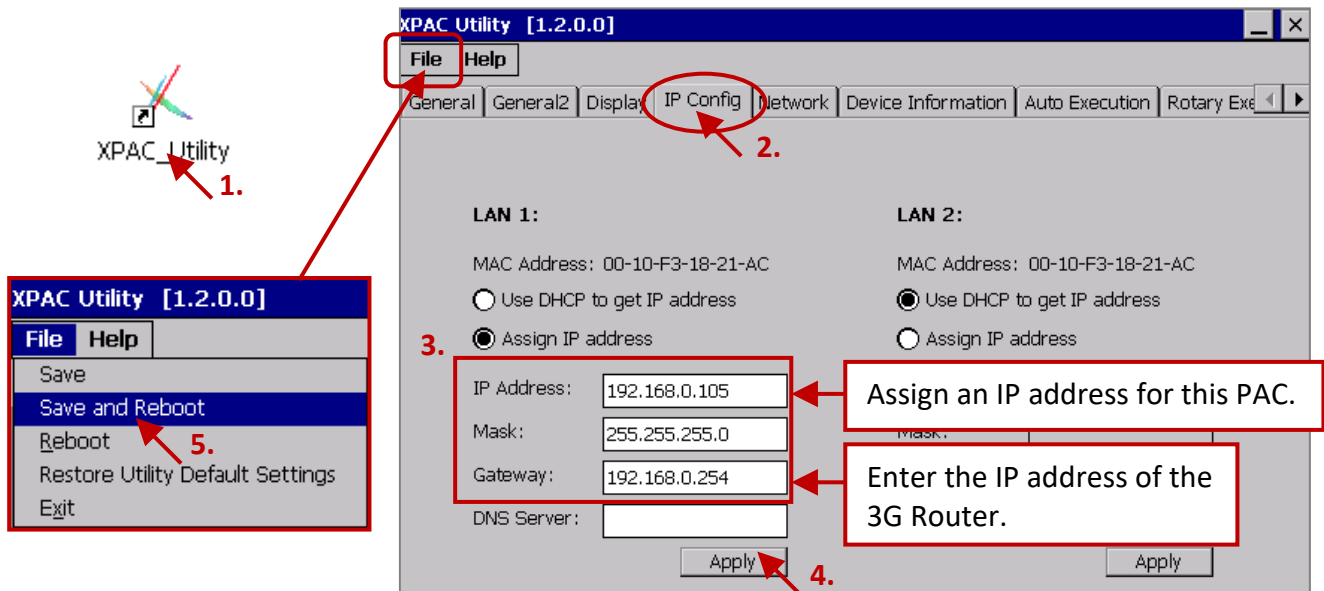 XPAC_Utility
1.
XPAC Utility [1.2.0.0]
File Help
General General2 Display IP Config Network Device Information Auto Execution Rotary Exe
2.
LAN 1:
MAC Address: 00-10-F3-18-21-AC
Use DHCP to get IP address
Assign IP address
3.
IP Address: 192.168.0.105
Mask: 255.255.255.0
Gateway: 192.168.0.254
DNS Server:
Apply
4.
LAN 2:
MAC Address: 00-10-F3-18-21-AC
Use DHCP to get IP address
Assign IP address
Assign an IP address for this PAC.
Mask:
Enter the IP address of the
3G Router.
Apply
XPAC Utility [1.2.0.0]
File Help
Save
Save and Reboot
Reboot
5.
Restore Utility Default Settings
Exit